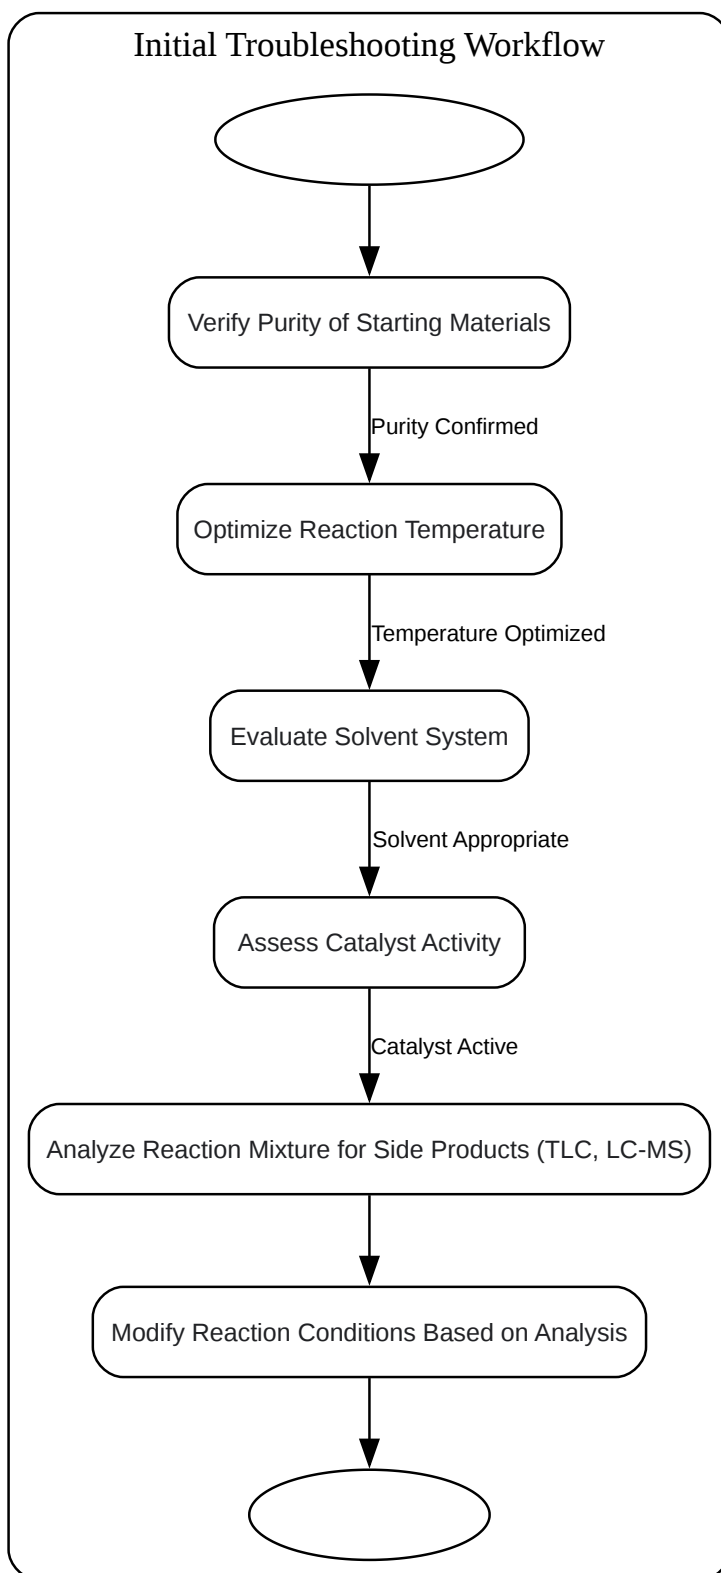 Initial Troubleshooting Workflow
Verify Purity of Starting Materials
Purity Confirmed
Optimize Reaction Temperature
Temperature Optimized
Evaluate Solvent System
Solvent Appropriate
Assess Catalyst Activity
Catalyst Active
Analyze Reaction Mixture for Side Products (TLC, LC-MS)
Modify Reaction Conditions Based on Analysis